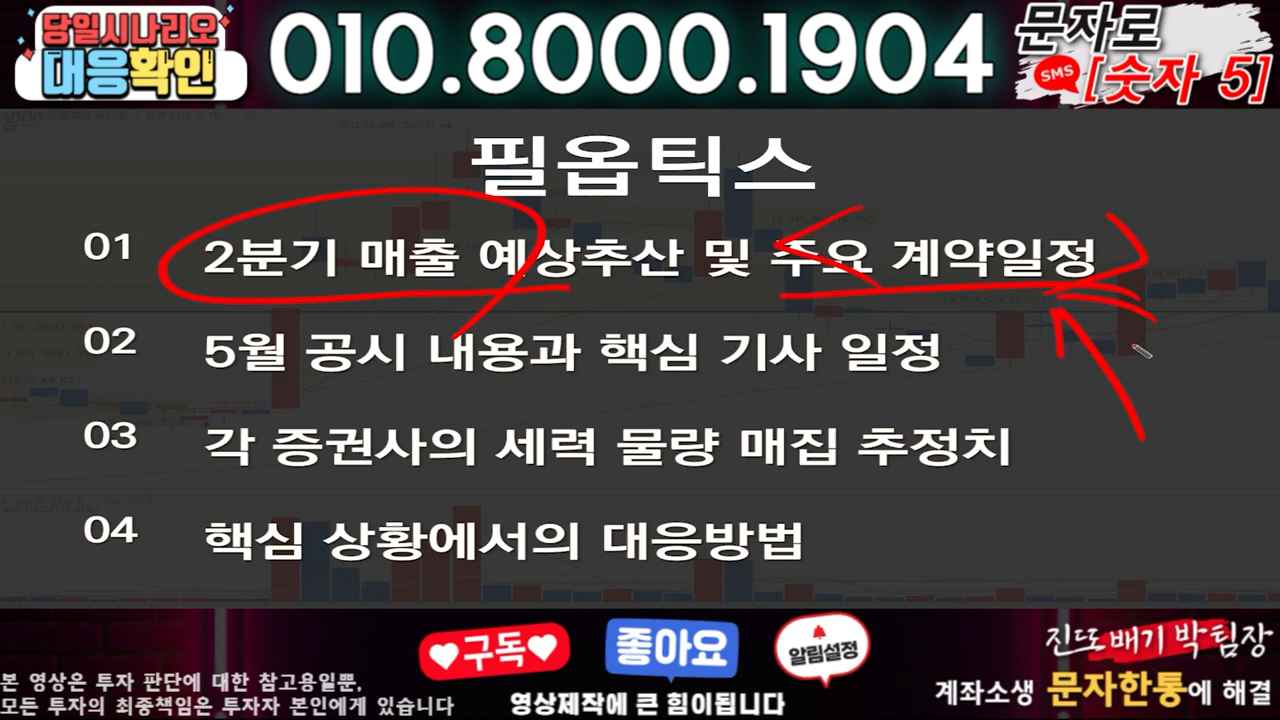 당일시나리오
대응확인
010.8000.1904
문자로
SMS
[숫자 5]
필옵틱스
01 2분기 매출 예상추산 및 주요 계약일정
02 5월 공시 내용과 핵심 기사 일정
03 각 증권사의 세력 물량 매집 추정치
04 핵심 상황에서의 대응방법
구독
좋아요
알림설정
영상제작에 큰 힘이됩니다
본 영상은 투자 판단에 대한 참고용일뿐,
모든 투자의 최종책임은 투자자 본인에게 있습니다
진또배기 박팀장
계좌소생 문자한통에 해결